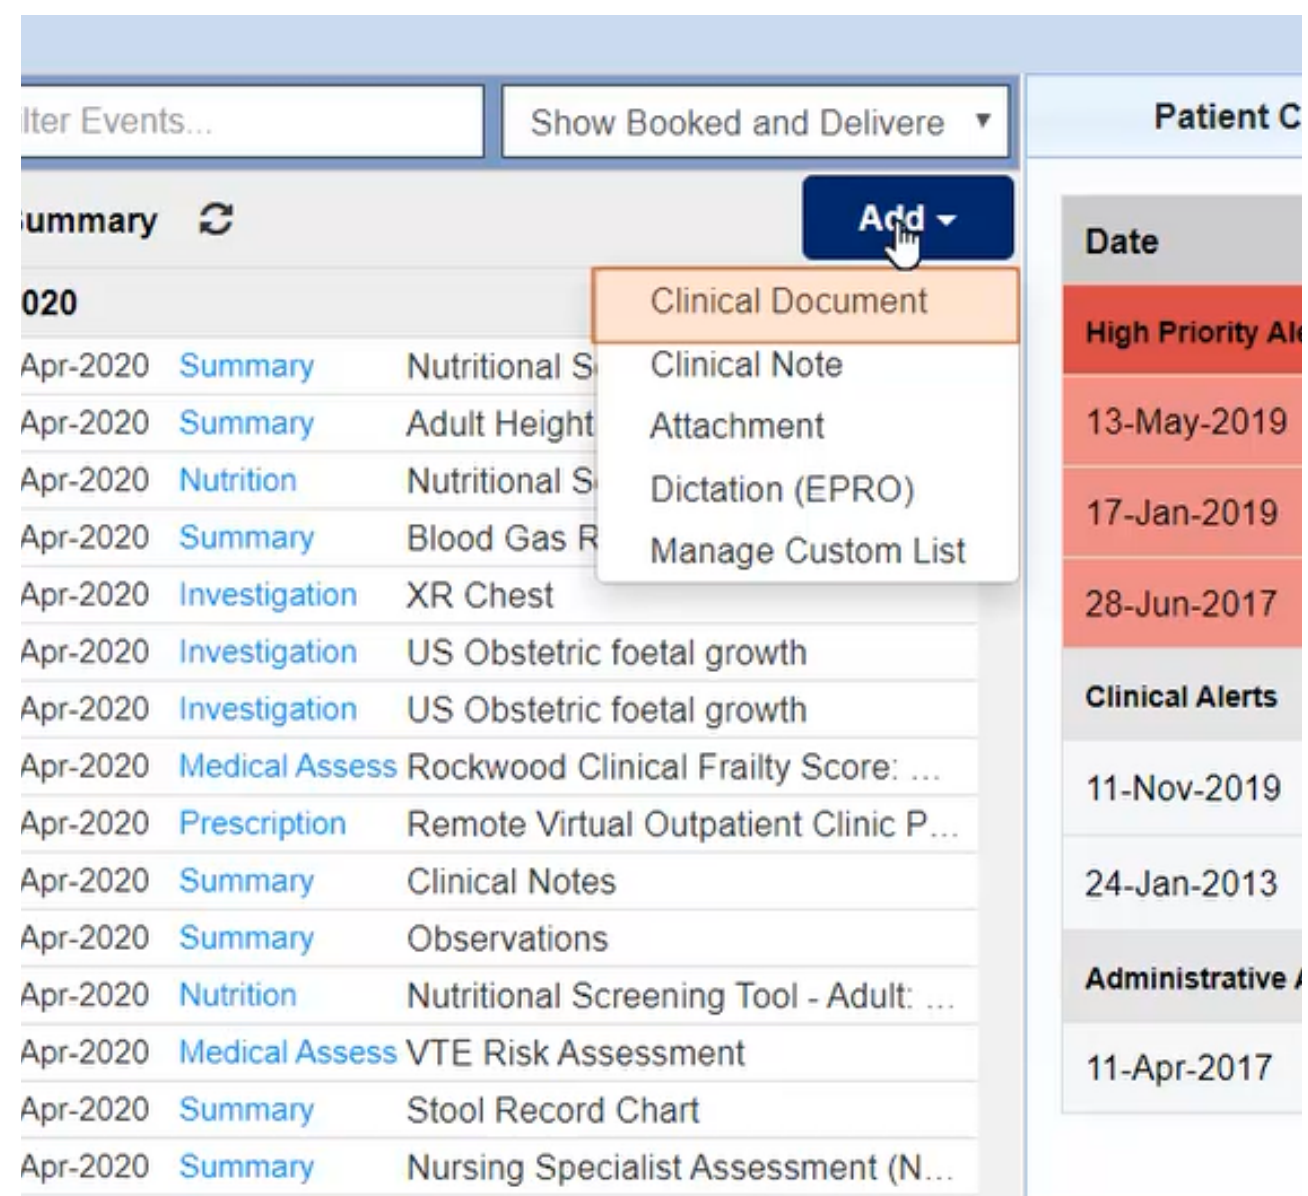 lter Events...
Show Booked and Delivere
Patient C
ummary
Add
Date
020
Clinical Document
Clinical Note
Attachment
Dictation (EPRO)
Manage Custom List
Apr-2020 Summary Nutritional S
Apr-2020 Summary Adult Height
Apr-2020 Nutrition Nutritional S
Apr-2020 Summary Blood Gas R
Apr-2020 Investigation XR Chest
Apr-2020 Investigation US Obstetric foetal growth
Apr-2020 Investigation US Obstetric foetal growth
Apr-2020 Medical Assess Rockwood Clinical Frailty Score: ...
Apr-2020 Prescription Remote Virtual Outpatient Clinic P...
Apr-2020 Summary Clinical Notes
Apr-2020 Summary Observations
Apr-2020 Nutrition Nutritional Screening Tool - Adult: ...
Apr-2020 Medical Assess VTE Risk Assessment
Apr-2020 Summary Stool Record Chart
Apr-2020 Summary Nursing Specialist Assessment (N...
High Priority Ale
13-May-2019
17-Jan-2019
28-Jun-2017
Clinical Alerts
11-Nov-2019
24-Jan-2013
Administrative A
11-Apr-2017